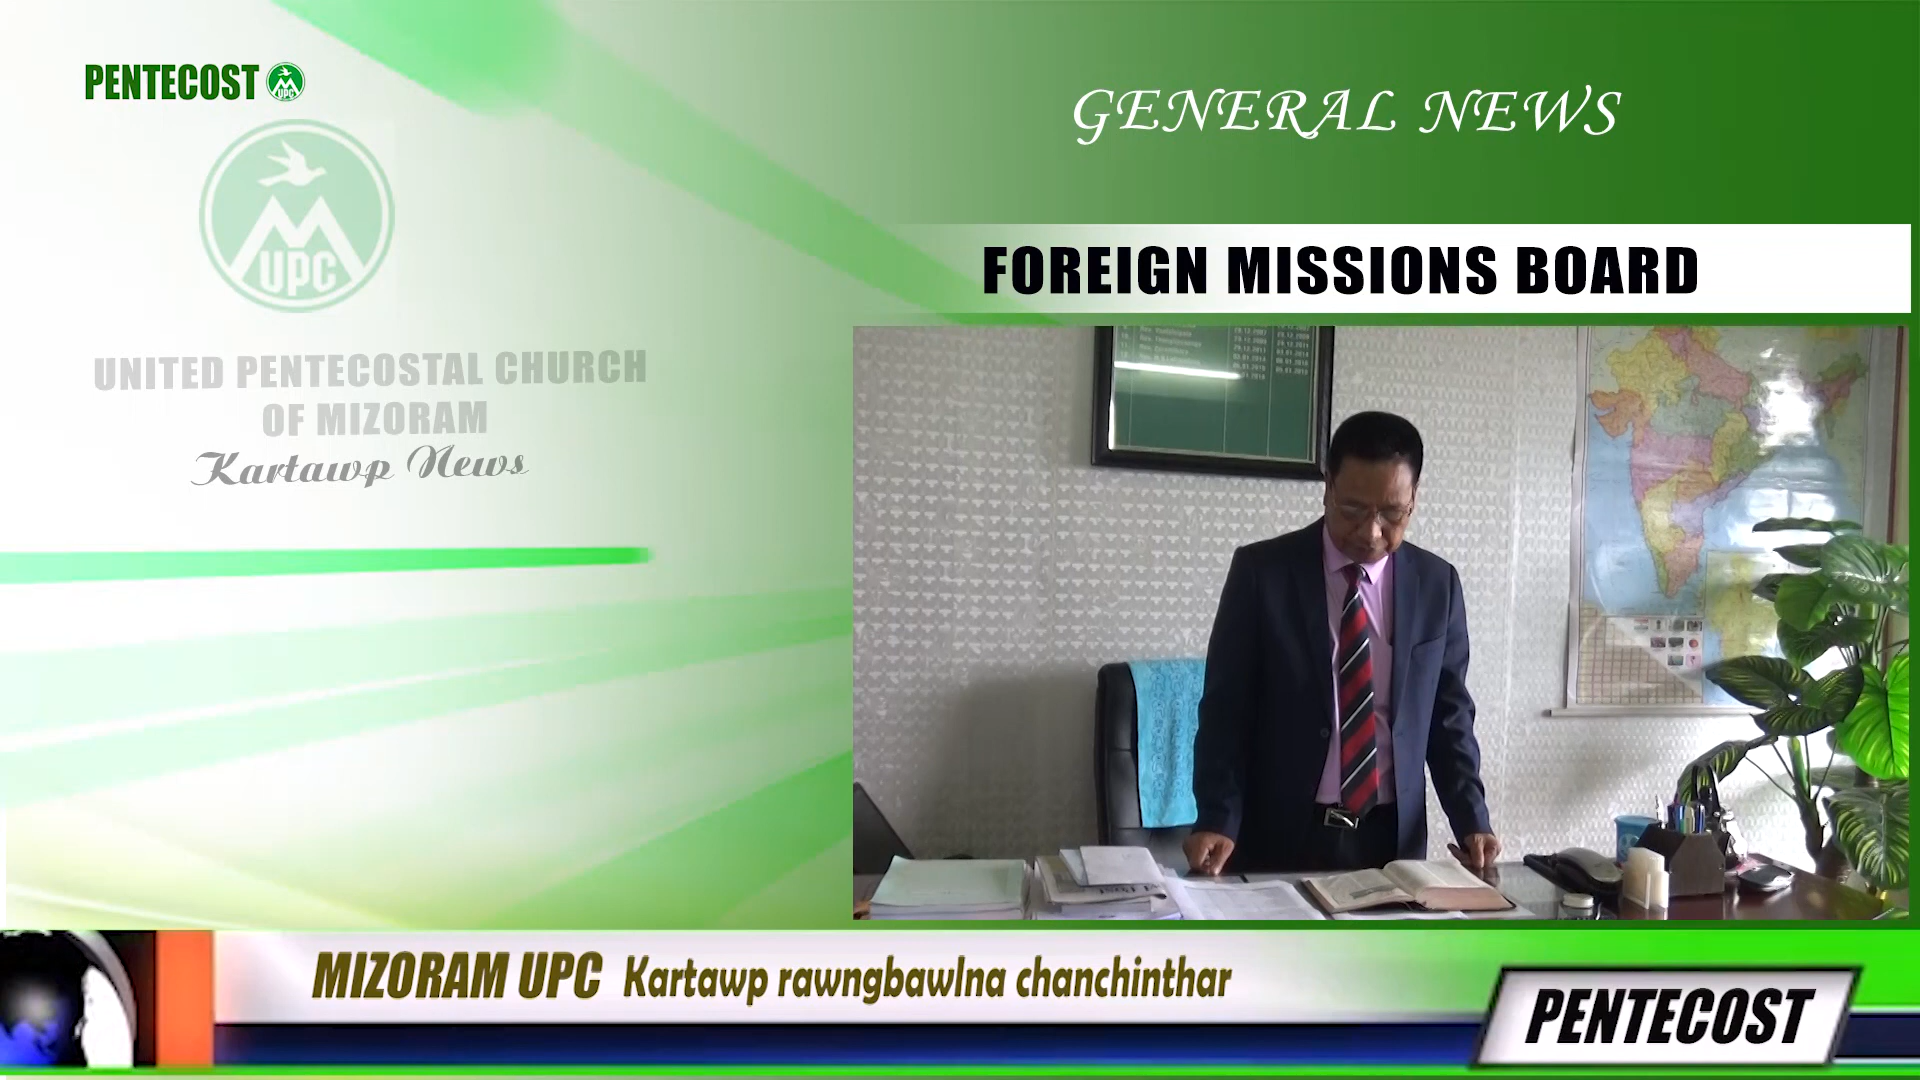 PENTECOST
UPC
GENERAL NEWS
UPC
FOREIGN MISSIONS BOARD
UNITED PENTECOSTAL CHURCH
OF MIZORAM
Kartawp News
MIZORAM UPC Kartawp rawngbawlna chanchinthar
PENTECOST